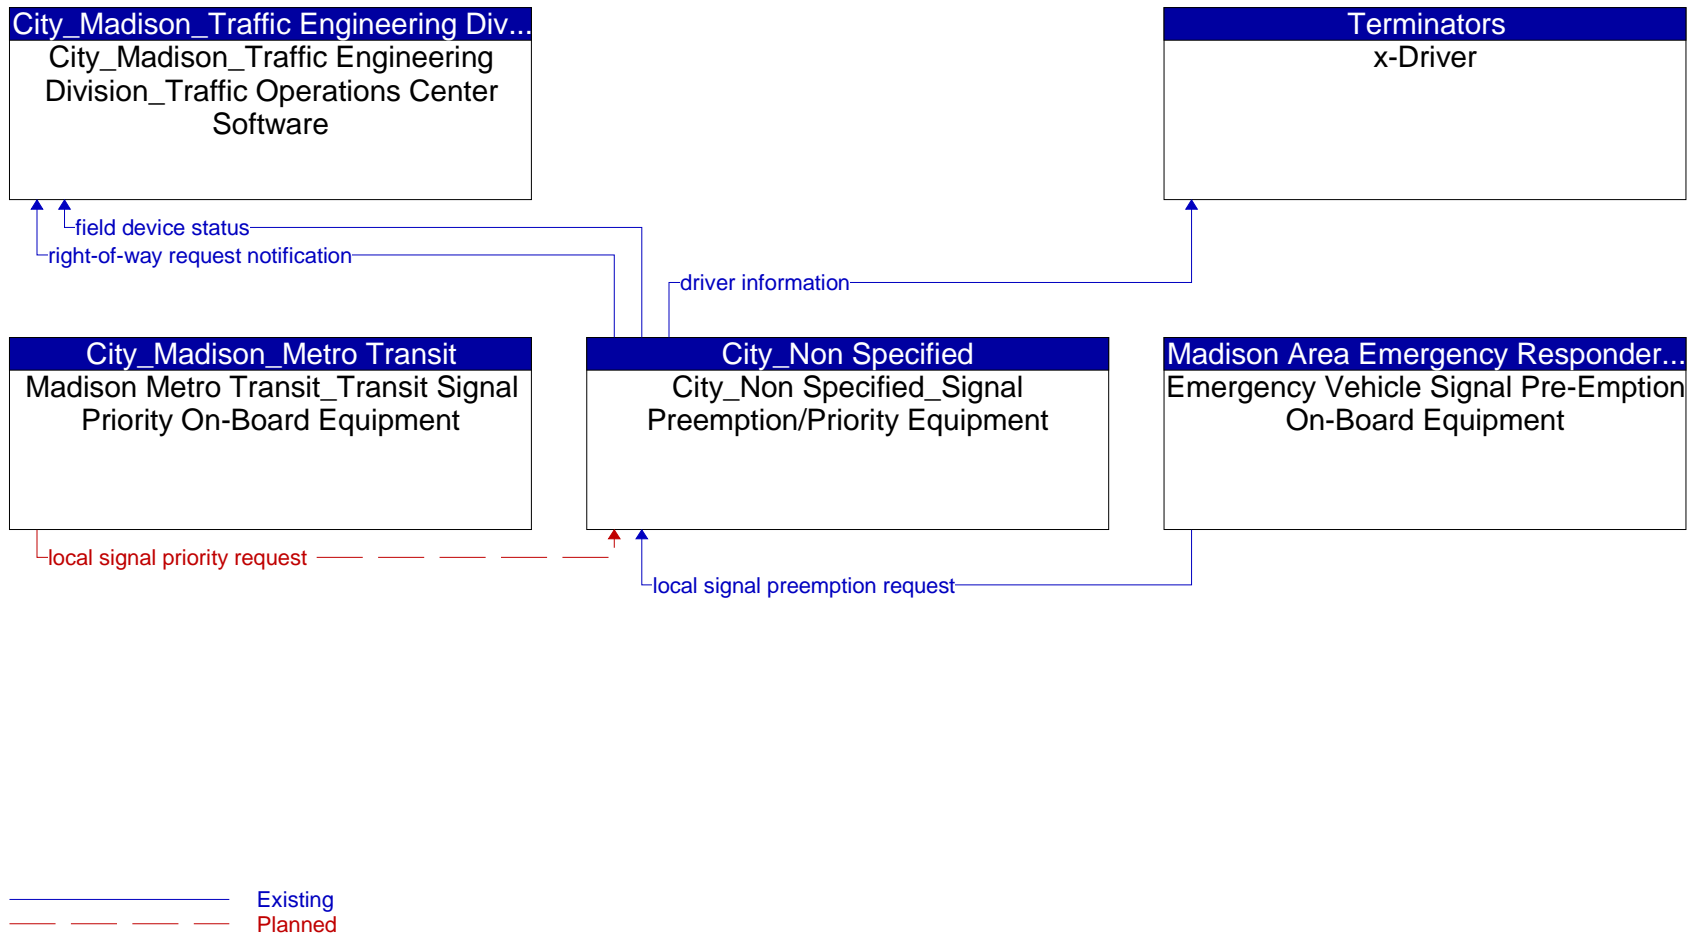 City_Madison_Traffic Engineering Div...
City_Madison_Traffic Engineering
Division_Traffic Operations Center
Software
Terminators
x-Driver
field device status
right-of-way request notification
driver information
City_Madison_Metro Transit
Madison Metro Transit_Transit Signal
Priority On-Board Equipment
City_Non Specified
City_Non Specified_Signal
Preemption/Priority Equipment
Madison Area Emergency Responder...
Emergency Vehicle Signal Pre-Emption
On-Board Equipment
local signal priority request
local signal preemption request
Existing
Planned